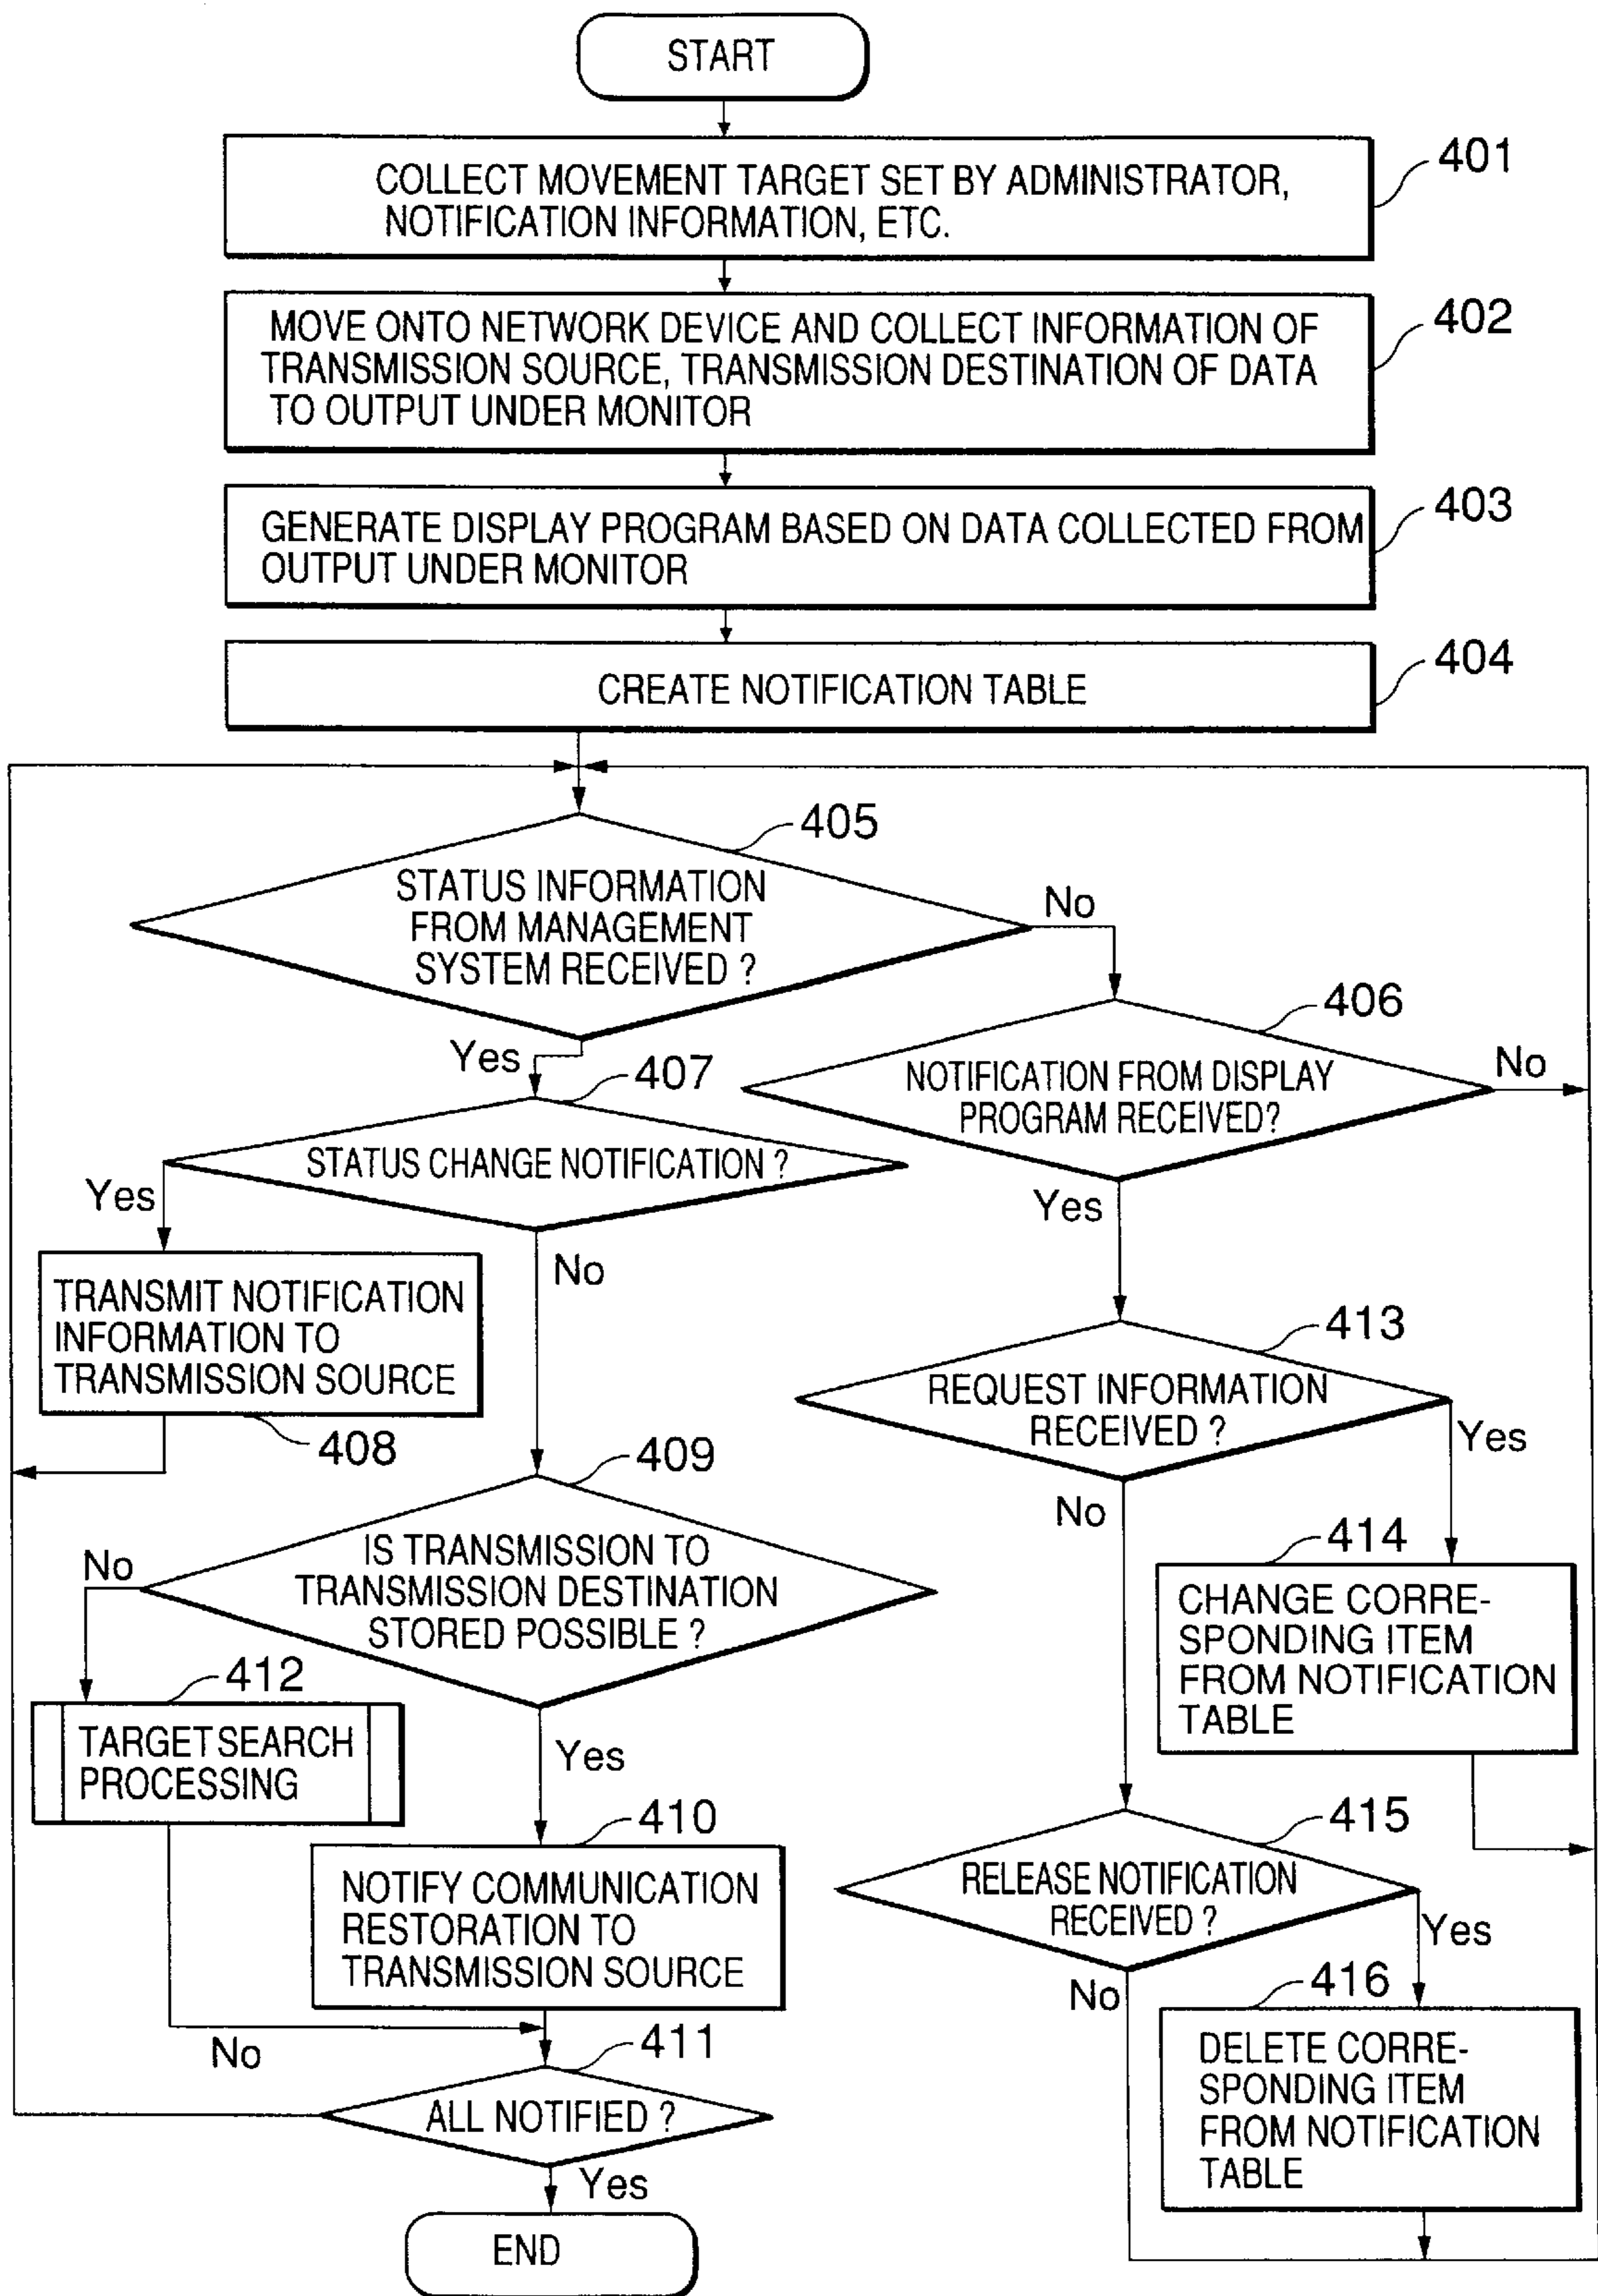 START
401
COLLECT MOVEMENT TARGET SET BY ADMINISTRATOR,
NOTIFICATION INFORMATION, ETC.
402
MOVE ONTO NETWORK DEVICE AND COLLECT INFORMATION OF
TRANSMISSION SOURCE, TRANSMISSION DESTINATION OF DATA
TO OUTPUT UNDER MONITOR
403
GENERATE DISPLAY PROGRAM BASED ON DATA COLLECTED FROM
OUTPUT UNDER MONITOR
404
CREATE NOTIFICATION TABLE
405
STATUS INFORMATION
FROM MANAGEMENT
SYSTEM RECEIVED ?
No
Yes
406
NOTIFICATION FROM DISPLAY
PROGRAM RECEIVED?
No
Yes
407
STATUS CHANGE NOTIFICATION ?
Yes
No
TRANSMIT NOTIFICATION
INFORMATION TO
TRANSMISSION SOURCE
408
413
REQUEST INFORMATION
RECEIVED ?
Yes
No
409
IS TRANSMISSION TO
TRANSMISSION DESTINATION
STORED POSSIBLE ?
No
Yes
414
CHANGE CORRE-
SPONDING ITEM
FROM NOTIFICATION
TABLE
412
TARGET SEARCH
PROCESSING
410
NOTIFY COMMUNICATION
RESTORATION TO
TRANSMISSION SOURCE
415
RELEASE NOTIFICATION
RECEIVED ?
Yes
No
416
DELETE CORRE-
SPONDING ITEM
FROM NOTIFICATION
TABLE
No
411
ALL NOTIFIED ?
Yes
END